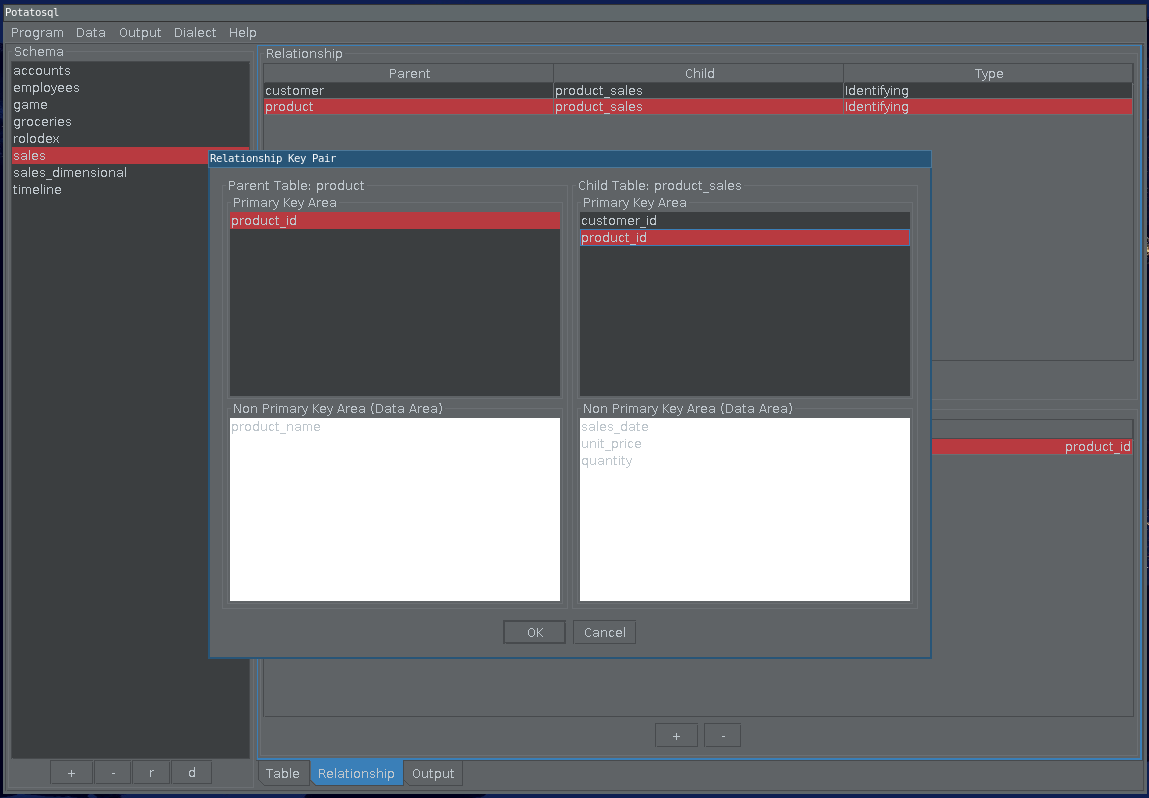 Potatosql
Program Data Output Dialect Help
Schema
accounts
employees
game
groceries
rolodex
sales
sales_dimensional
timeline
+ - r d
Relationship
Parent Child Type
customer product_sales Identifying
product product_sales Identifying
Relationship Key Pair
Parent Table: product
Primary Key Area
product_id
Non Primary Key Area (Data Area)
product_name
Child Table: product_sales
Primary Key Area
customer_id
product_id
Non Primary Key Area (Data Area)
sales_date
unit_price
quantity
OK Cancel
product_id
+ -
Table Relationship Output